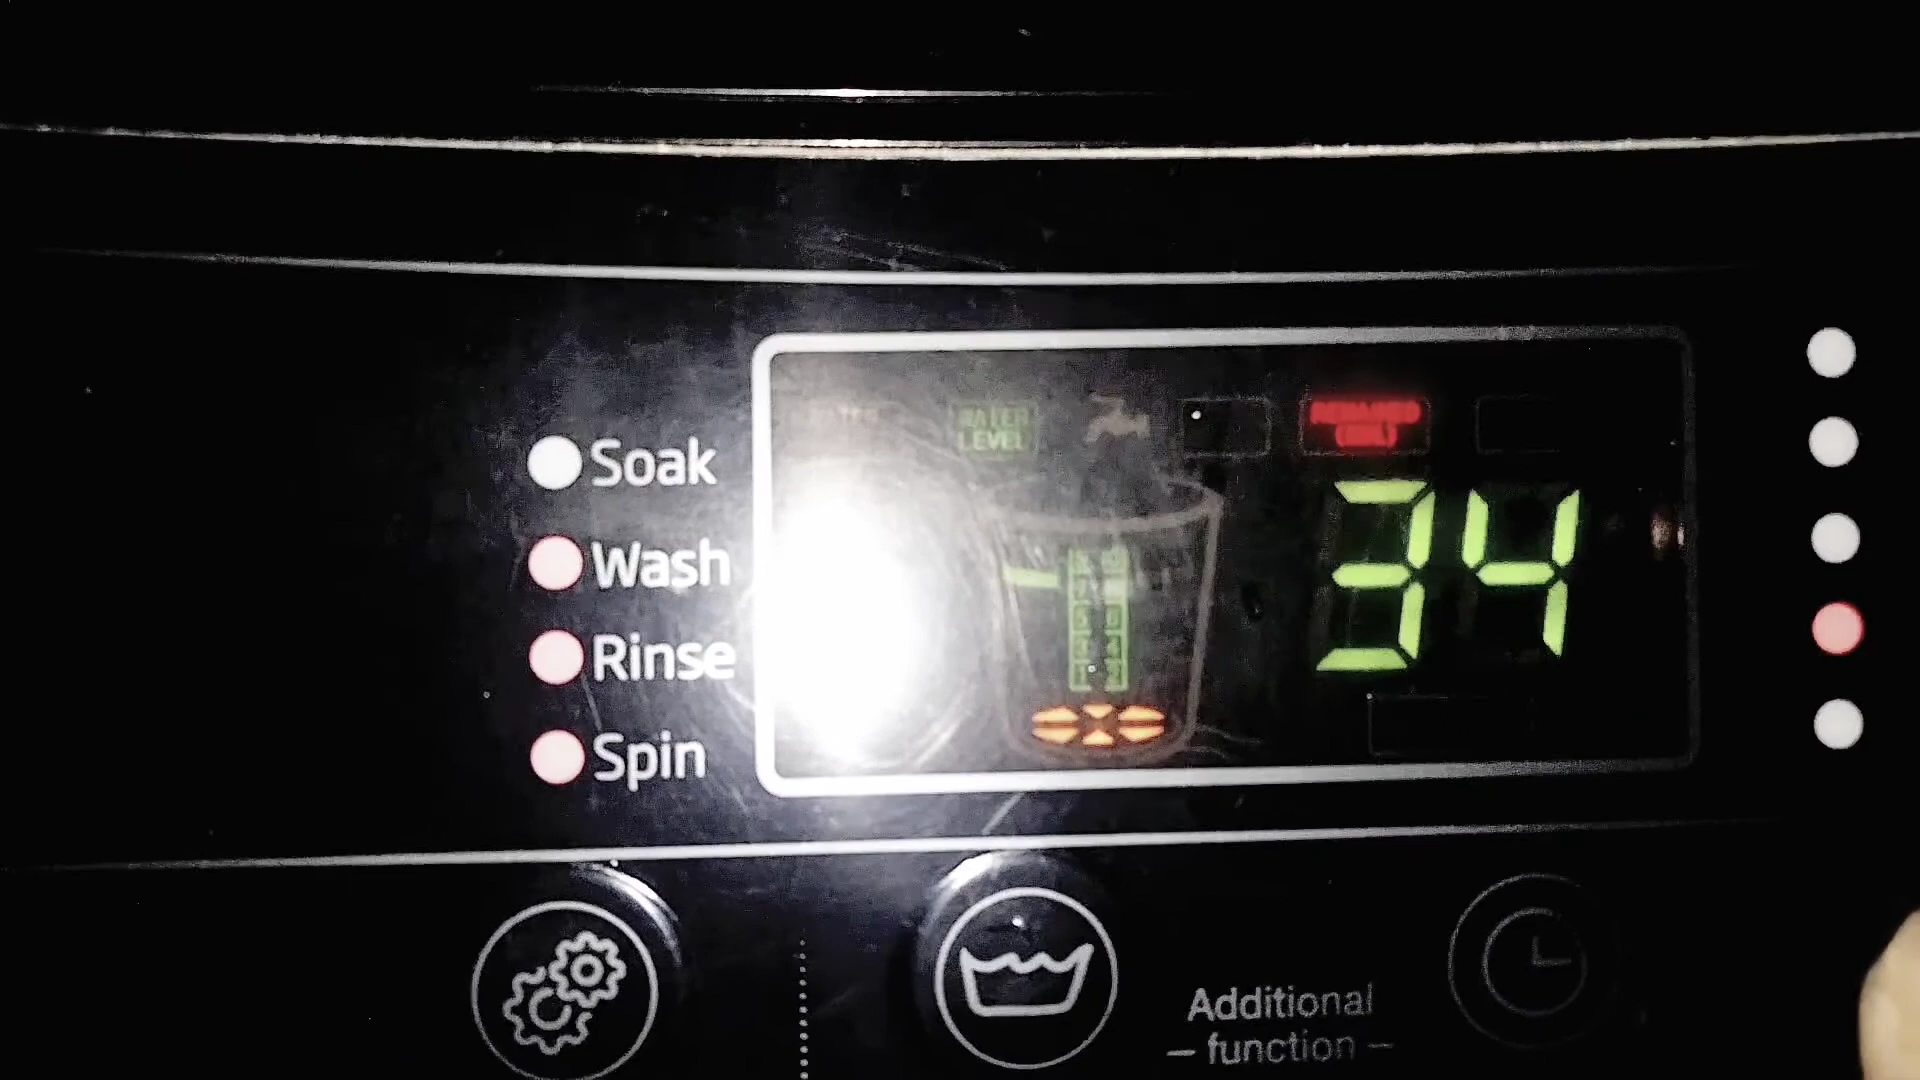 WATER
LEVEL
Soak
34
Wash
Rinse
Spin
Additional
– function –